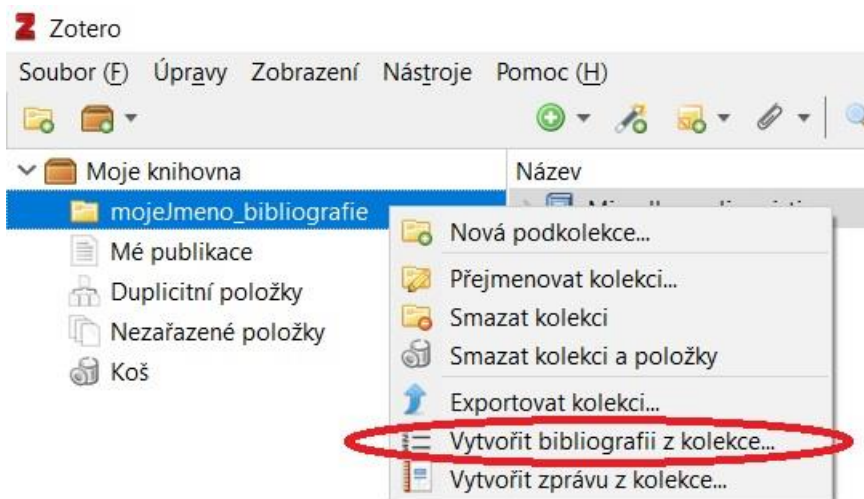 Zotero
Soubor (F) Úpravy Zobrazení Nástroje Pomoc (H)
Moje knihovna
Název
mojeJmeno_bibliografie
Nová podkolekce...
Mé publikace
Přejmenovat kolekci...
Duplicitní položky
Smazat kolekci
Nezařazené položky
Smazat kolekci a položky
Koš
Exportovat kolekci...
Vytvořit bibliografii z kolekce...
Vytvořit zprávu z kolekce...